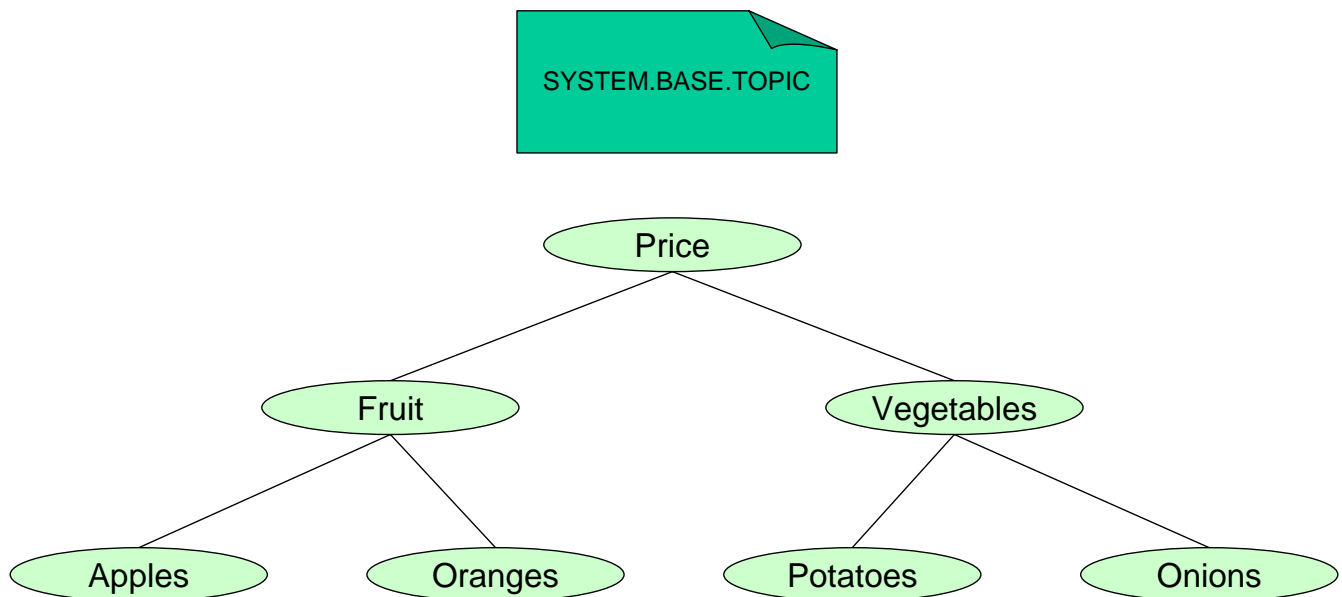 SYSTEM.BASE.TOPIC
Price
Fruit
Vegetables
Apples
Oranges
Potatoes
Onions